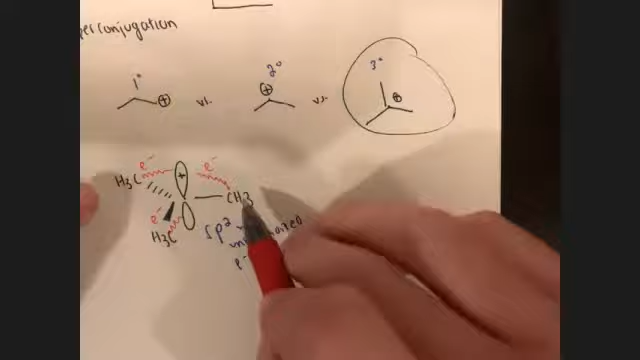 perconjugation
1° 2° 3°
⊕ vs. ⊕ vs. ⊕
e⁻ + e⁻
H₃C CH3
e⁻
H₃C sp²
e⁻